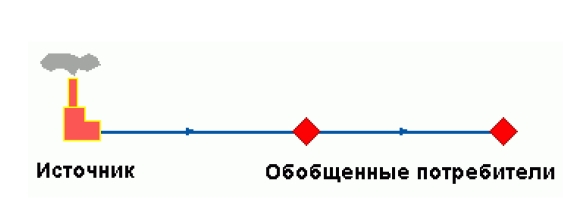 Источник
Обобщенные потребители